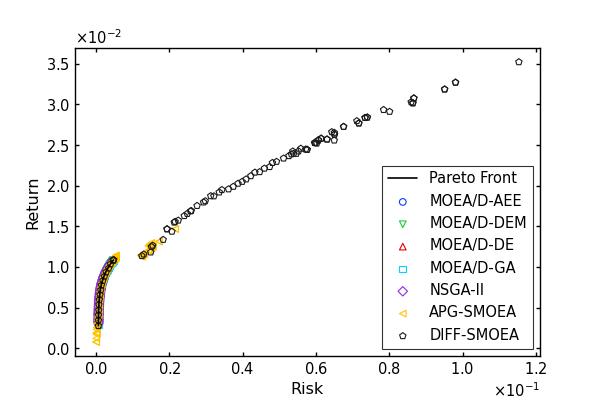 ×10⁻²
3.5
3.0
2.5
2.0
1.5
1.0
0.5
0.0
Return
Pareto Front
MOEA/D-AEE
MOEA/D-DEM
MOEA/D-DE
MOEA/D-GA
NSGA-II
APG-SMOEA
DIFF-SMOEA
0.0 0.2 0.4 0.6 0.8 1.0 1.2
Risk
×10⁻¹